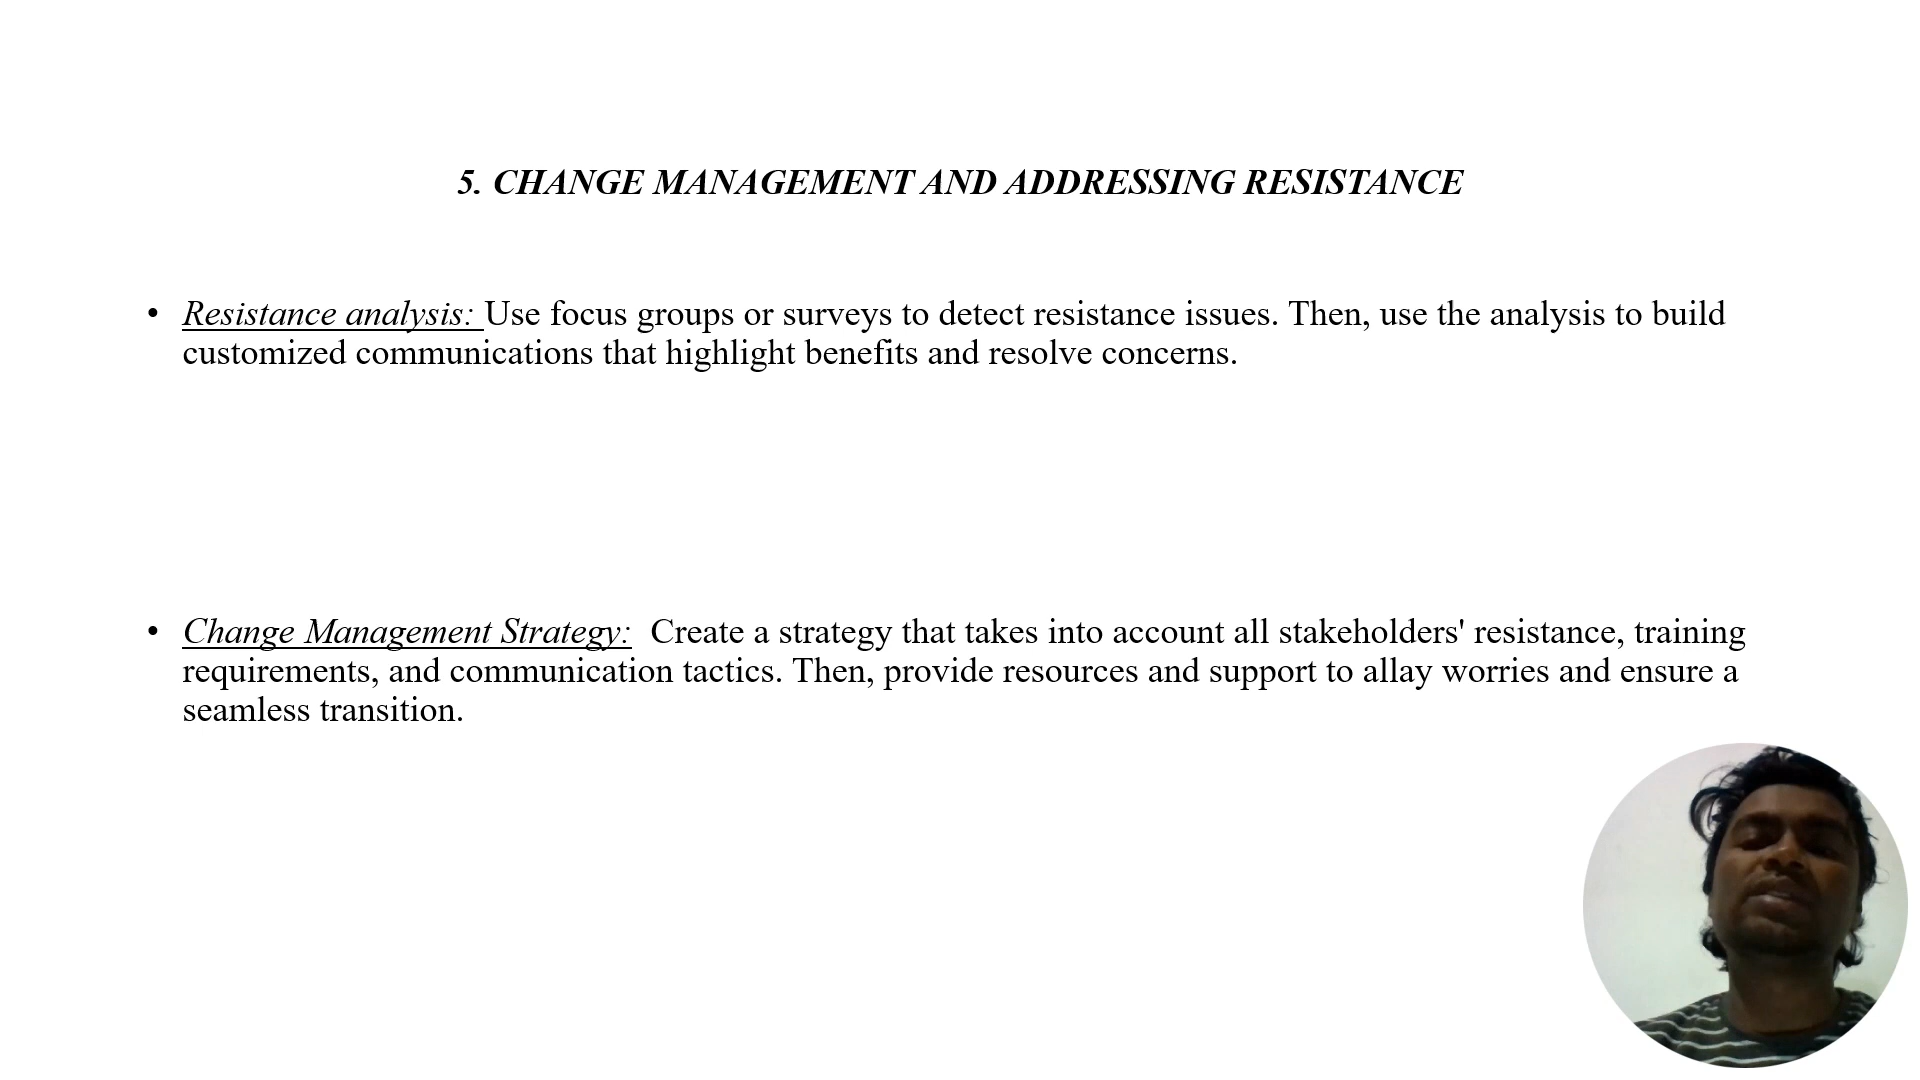 5. CHANGE MANAGEMENT AND ADDRESSING RESISTANCE
• Resistance analysis: Use focus groups or surveys to detect resistance issues. Then, use the analysis to build
customized communications that highlight benefits and resolve concerns.
• Change Management Strategy:  Create a strategy that takes into account all stakeholders' resistance, training
requirements, and communication tactics. Then, provide resources and support to allay worries and ensure a
seamless transition.